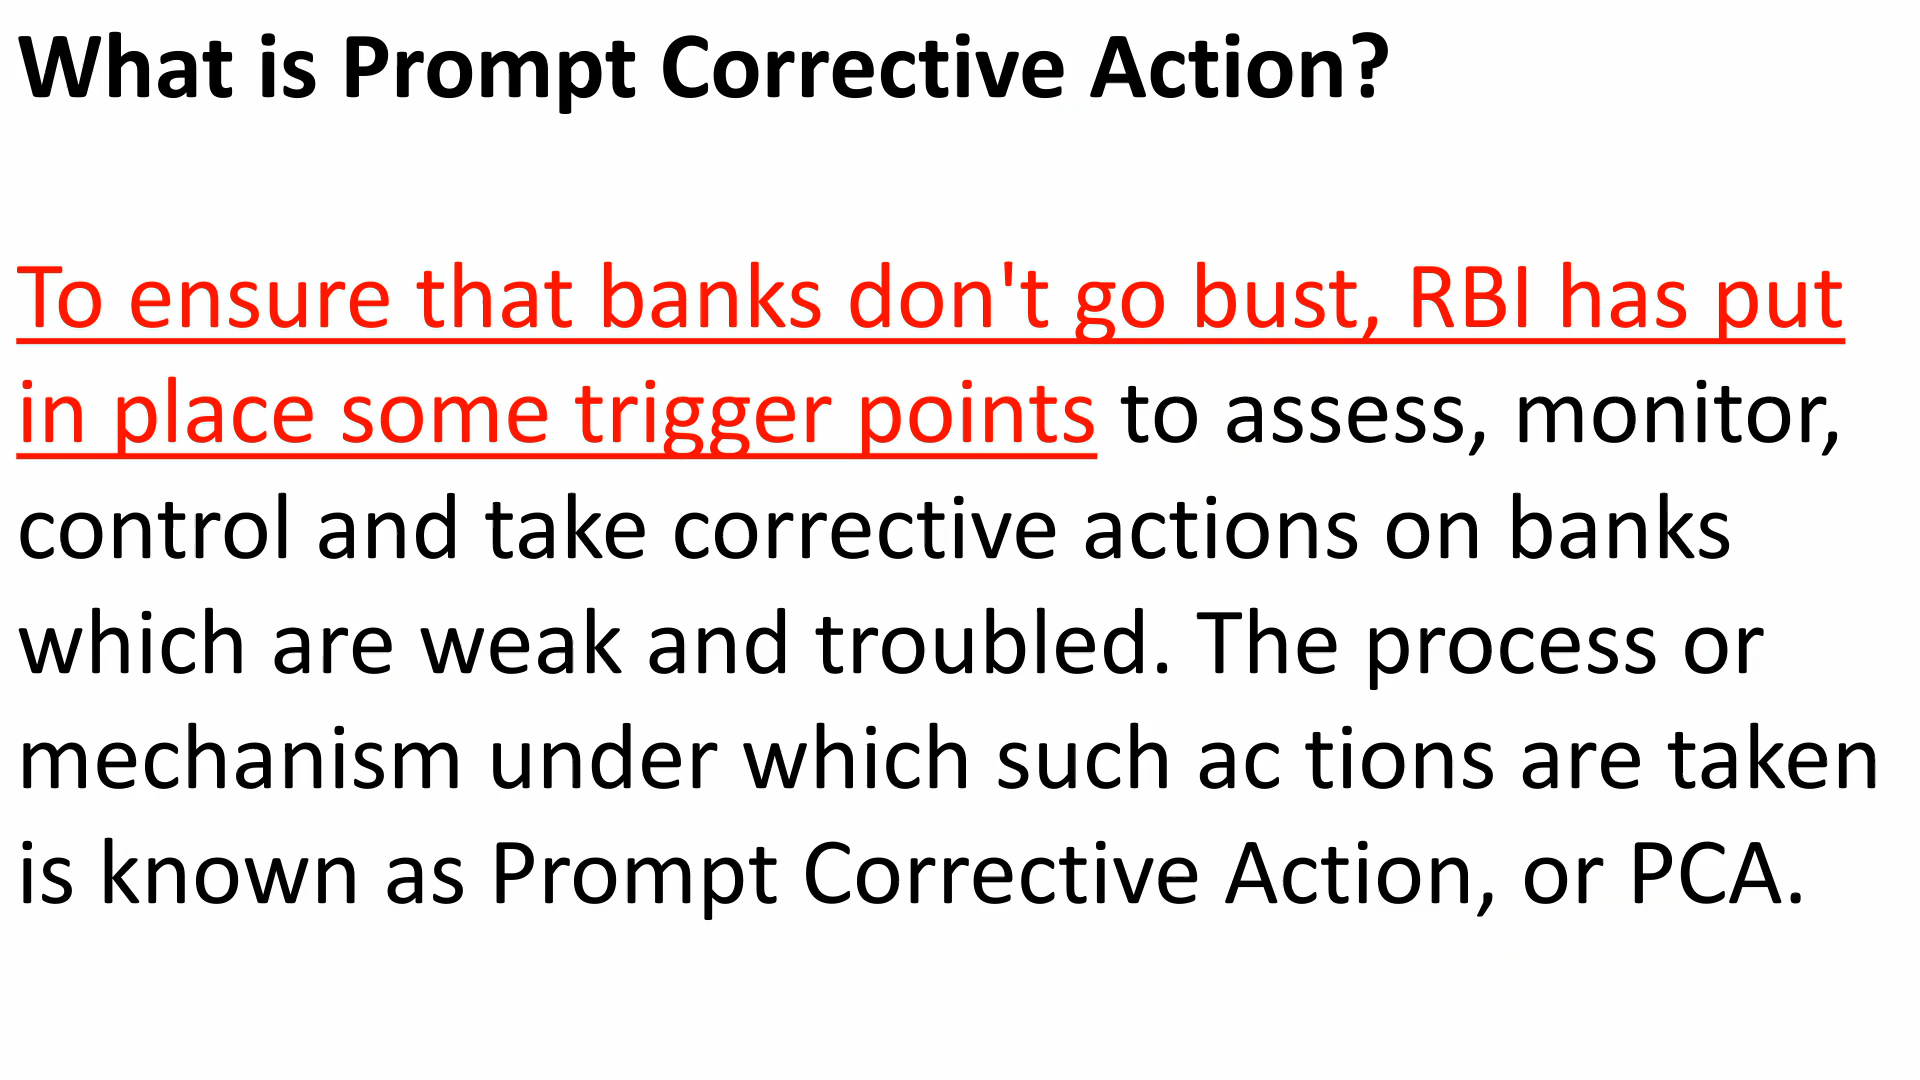 What is Prompt Corrective Action?
To ensure that banks don't go bust, RBI has put
in place some trigger points to assess, monitor,
control and take corrective actions on banks
which are weak and troubled. The process or
mechanism under which such ac tions are taken
is known as Prompt Corrective Action, or PCA.